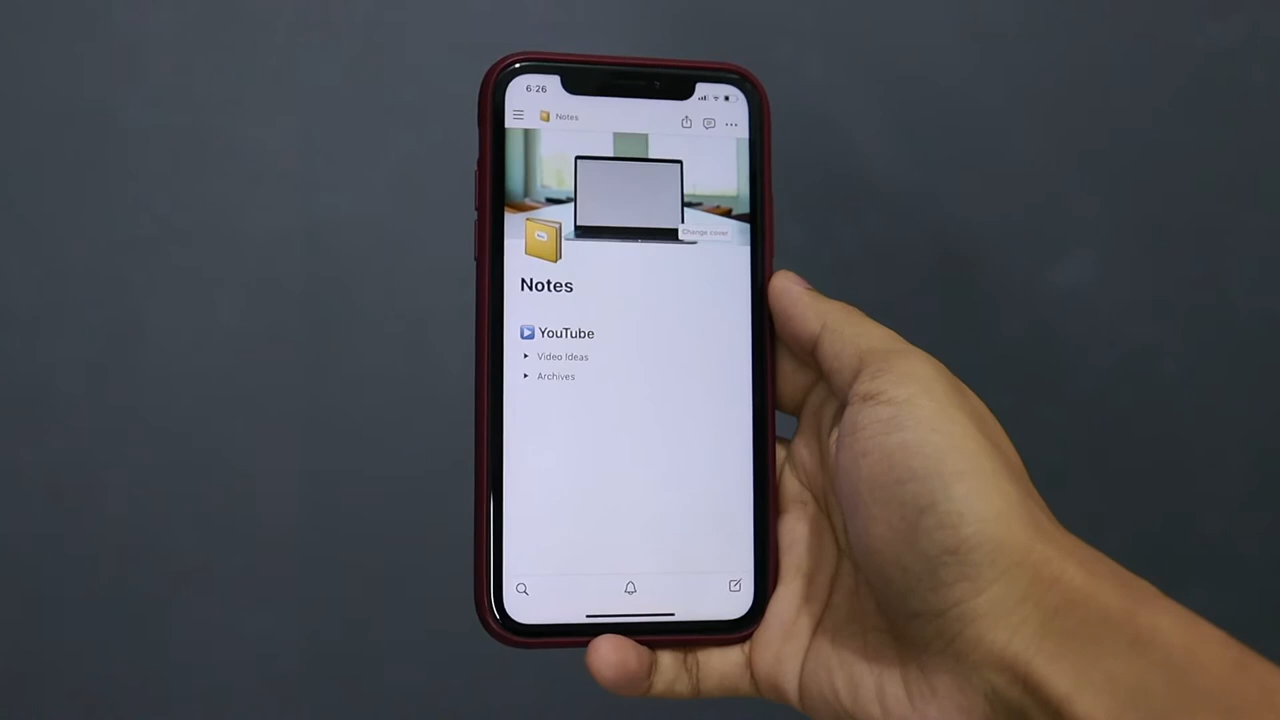 6:26
Notes
Change cover
Notes
YouTube
Video Ideas
Archives